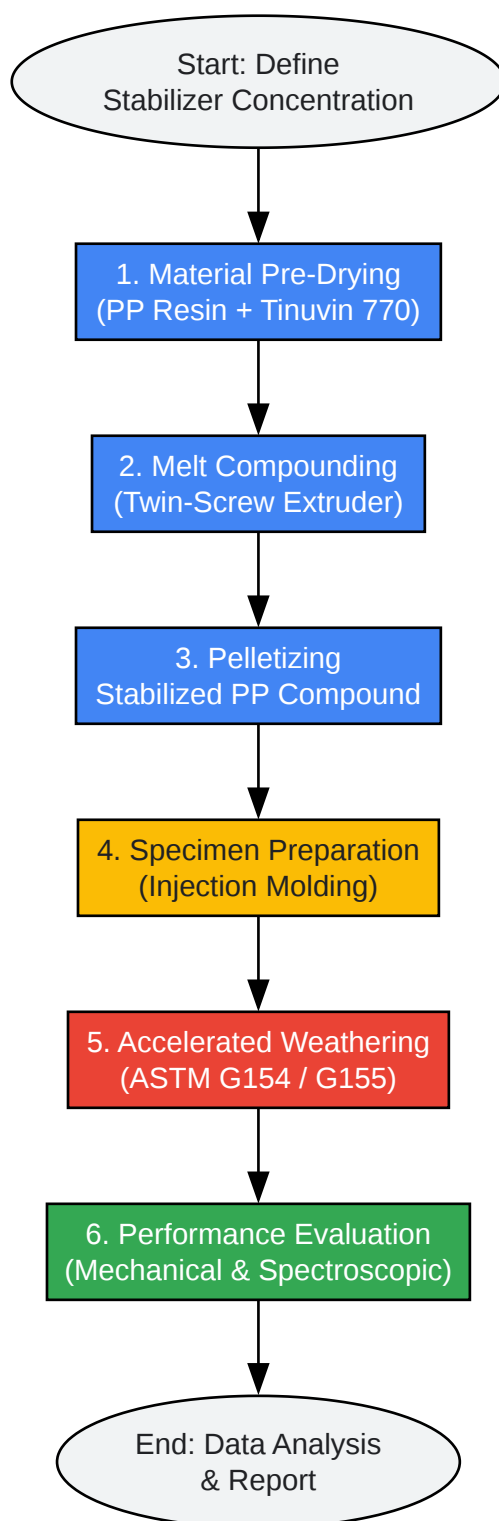 Start: Define
Stabilizer Concentration
1. Material Pre-Drying
(PP Resin + Tinuvin 770)
2. Melt Compounding
(Twin-Screw Extruder)
3. Pelletizing
Stabilized PP Compound
4. Specimen Preparation
(Injection Molding)
5. Accelerated Weathering
(ASTM G154 / G155)
6. Performance Evaluation
(Mechanical & Spectroscopic)
End: Data Analysis
& Report